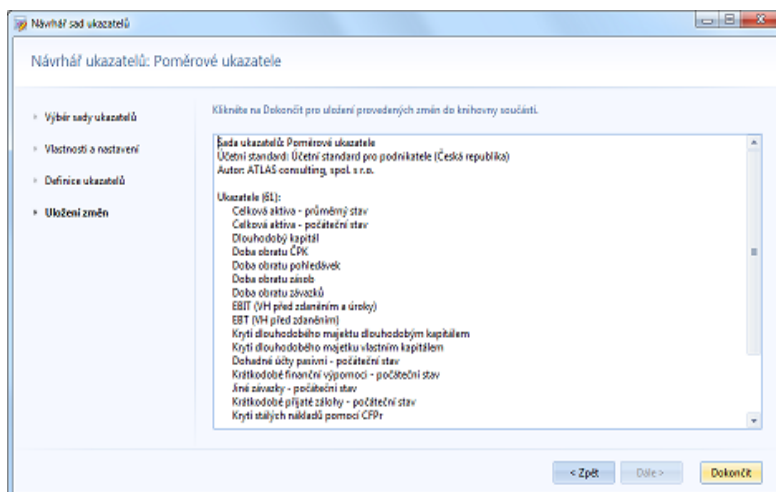 Návrhář sad ukazatelů
Návrhář ukazatelů: Poměrové ukazatele
Výběr sady ukazatelů
Vlastnosti a nastavení
Definice ukazatelů
Uložení změn
Klikněte na Dokončit pro uložení provedených změn do knihovny součástí.
Sada ukazatelů: Poměrové ukazatele
Účetní standard: Účetní standard pro podnikatele (Česká republika)
Autor: ATLAS consulting, spol. s r.o.
Ukazatele (61):
Celková aktiva - průměrný stav
Celková aktiva - počáteční stav
Dlouhodobý kapitál
Doba obratu ČPK
Doba obratu pohledávek
Doba obratu zásob
Doba obratu závazků
EBIT (VH před zdaněním a úroky)
EBT (VH před zdaněním)
Krytí dlouhodobého majektu dlouhodobým kapitálem
Krytí dlouhodobého majetku vlastním kapitálem
Dohadné účty pasivní - počáteční stav
Krátkodobé finanční výpomoci - počáteční stav
Jiné závazky - počáteční stav
Krátkodobé přijaté zálohy - počáteční stav
Krytí stálých nákladů pomocí CFPr
< Zpět
Dále >
Dokončit